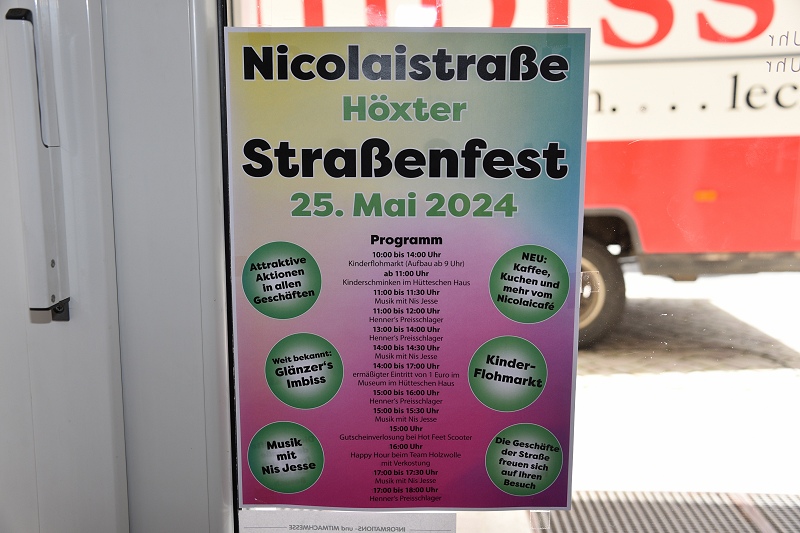 Nicolaistraße
Höxter
Straßenfest
25. Mai 2024
Programm
10:00 bis 14:00 Uhr
Kinderflohmarkt (Aufbau ab 9 Uhr)
ab 11:00 Uhr
Kinderschminken im Hütteschen Haus
11:00 bis 11:30 Uhr
Musik mit Nis Jesse
11:00 bis 12:00 Uhr
Henner's Preisschlager
13:00 bis 14:00 Uhr
Henner's Preisschlager
14:00 bis 14:30 Uhr
Musik mit Nis Jesse
14:00 bis 17:00 Uhr
ermäßigter Eintritt von 1 Euro im
Museum im Hütteschen Haus
15:00 bis 16:00 Uhr
Henner's Preisschlager
15:00 bis 15:30 Uhr
Musik mit Nis Jesse
15:00 Uhr
Gutscheinverlosung bei Hot Feet Scooter
16:00 Uhr
Happy Hour beim Team Holzwolle
mit Verkostung
17:00 bis 17:30 Uhr
Musik mit Nis Jesse
17:00 bis 18:00 Uhr
Henner's Preisschlager
Attraktive
Aktionen
in allen
Geschäften
Weit bekannt:
Glänzer's
Imbiss
Musik
mit
Nis Jesse
NEU:
Kaffee,
Kuchen und
mehr vom
Nicolaicafé
Kinder-
Flohmarkt
Die Geschäfte
der Straße
freuen sich
auf Ihren
Besuch
Uhr
Uhr
.... lec
INFORMATIONS- und MITMACHMESSE